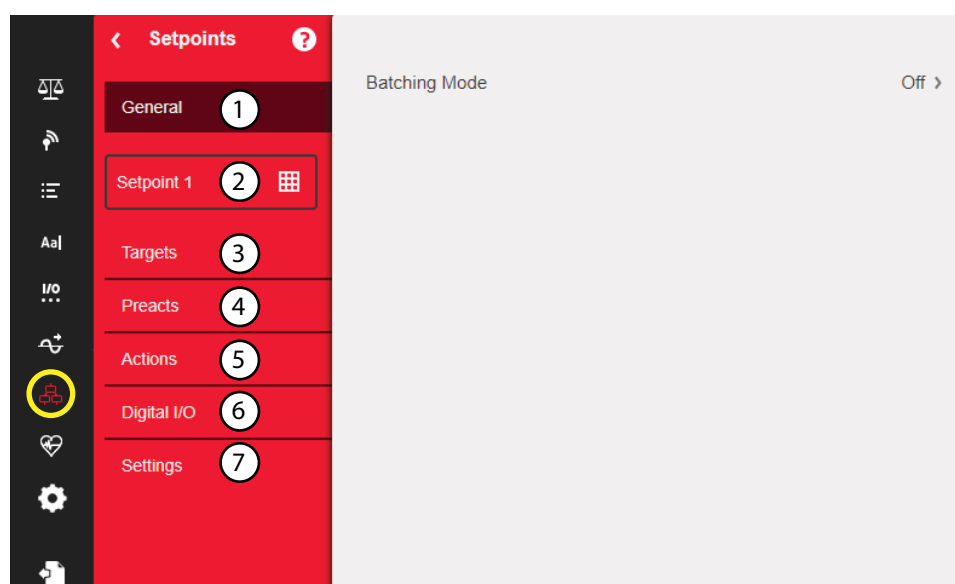 Setpoints ?
Batching Mode Off
General 1
Setpoint 1 2
Targets 3
Aa
Preacts 4
I/O
Actions 5
Digital I/O 6
Settings 7